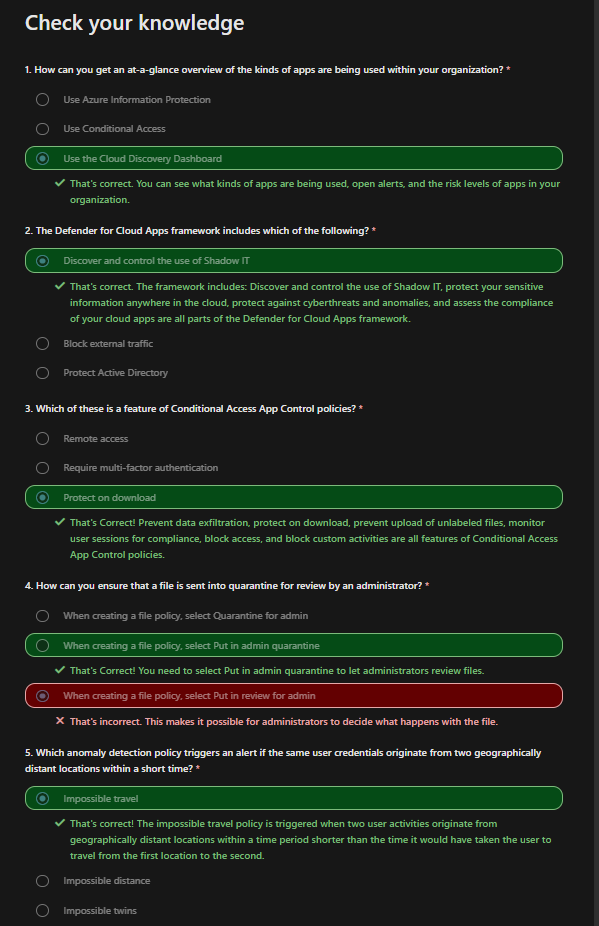 Check your knowledge
1. How can you get an at-a-glance overview of the kinds of apps are being used within your organization? *
Use Azure Information Protection
Use Conditional Access
Use the Cloud Discovery Dashboard
✓ That's correct. You can see what kinds of apps are being used, open alerts, and the risk levels of apps in your
organization.
2. The Defender for Cloud Apps framework includes which of the following? *
Discover and control the use of Shadow IT
✓ That's correct. The framework includes: Discover and control the use of Shadow IT, protect your sensitive
information anywhere in the cloud, protect against cyberthreats and anomalies, and assess the compliance
of your cloud apps are all parts of the Defender for Cloud Apps framework.
Block external traffic
Protect Active Directory
3. Which of these is a feature of Conditional Access App Control policies? *
Remote access
Require multi-factor authentication
Protect on download
✓ That's Correct! Prevent data exfiltration, protect on download, prevent upload of unlabeled files, monitor
user sessions for compliance, block access, and block custom activities are all features of Conditional Access
App Control policies.
4. How can you ensure that a file is sent into quarantine for review by an administrator? *
When creating a file policy, select Quarantine for admin
When creating a file policy, select Put in admin quarantine
✓ That's Correct! You need to select Put in admin quarantine to let administrators review files.
When creating a file policy, select Put in review for admin
✕ That's incorrect. This makes it possible for administrators to decide what happens with the file.
5. Which anomaly detection policy triggers an alert if the same user credentials originate from two geographically
distant locations within a short time? *
Impossible travel
✓ That's correct! The impossible travel policy is triggered when two user activities originate from
geographically distant locations within a time period shorter than the time it would have taken the user to
travel from the first location to the second.
Impossible distance
Impossible twins